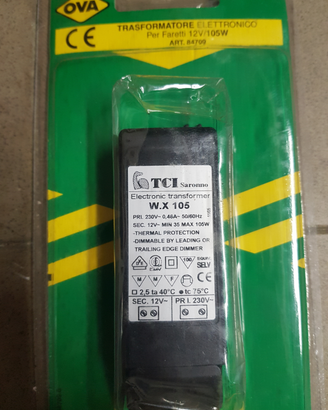 OVA
TRASFORMATORE ELETTRONICO
Per Faretti 12V/105W
CE
ART. 64709
TCI Saronno
Electronic transformer
W.X 105
PRI. 230V~ 0,46A~ 50/60Hz
SEC. 12V~ MIN 35 MAX 105W
-THERMAL PROTECTION
-DIMMABLE BY LEADING OR
TRAILING EDGE DIMMER
100
SELV
M M F
2,5 ta 40°C tc 75°C
SEC. 12V~ PRI. 230V~